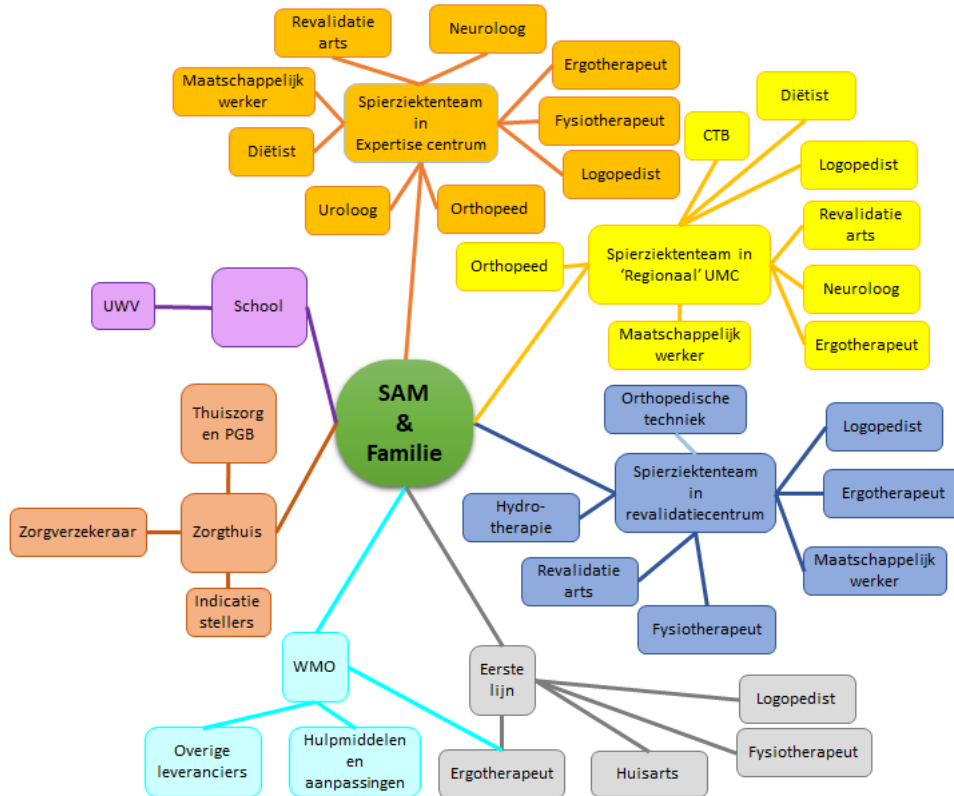 Revalidatie
arts
Neuroloog
Maatschappelijk
werker
Spierziektenteam
in
Expertise centrum
Ergotherapeut
Fysiotherapeut
Diëtist
Logopedist
Uroloog
Orthopeed
Diëtist
CTB
Logopedist
Revalidatie
arts
Orthopeed
Spierziektenteam in
‘Regionaal’ UMC
Neuroloog
Maatschappelijk
werker
Ergotherapeut
UWV
School
SAM
&
Familie
Thuiszorg
en PGB
Zorgverzekeraar
Zorgthuis
Indicatie
stellers
Orthopedische
techniek
Logopedist
Spierziektenteam
in
revalidatiecentrum
Ergotherapeut
Hydro-
therapie
Revalidatie
arts
Maatschappelijk
werker
Fysiotherapeut
WMO
Overige
leveranciers
Hulpmiddelen
en
aanpassingen
Eerste
lijn
Logopedist
Fysiotherapeut
Ergotherapeut
Huisarts